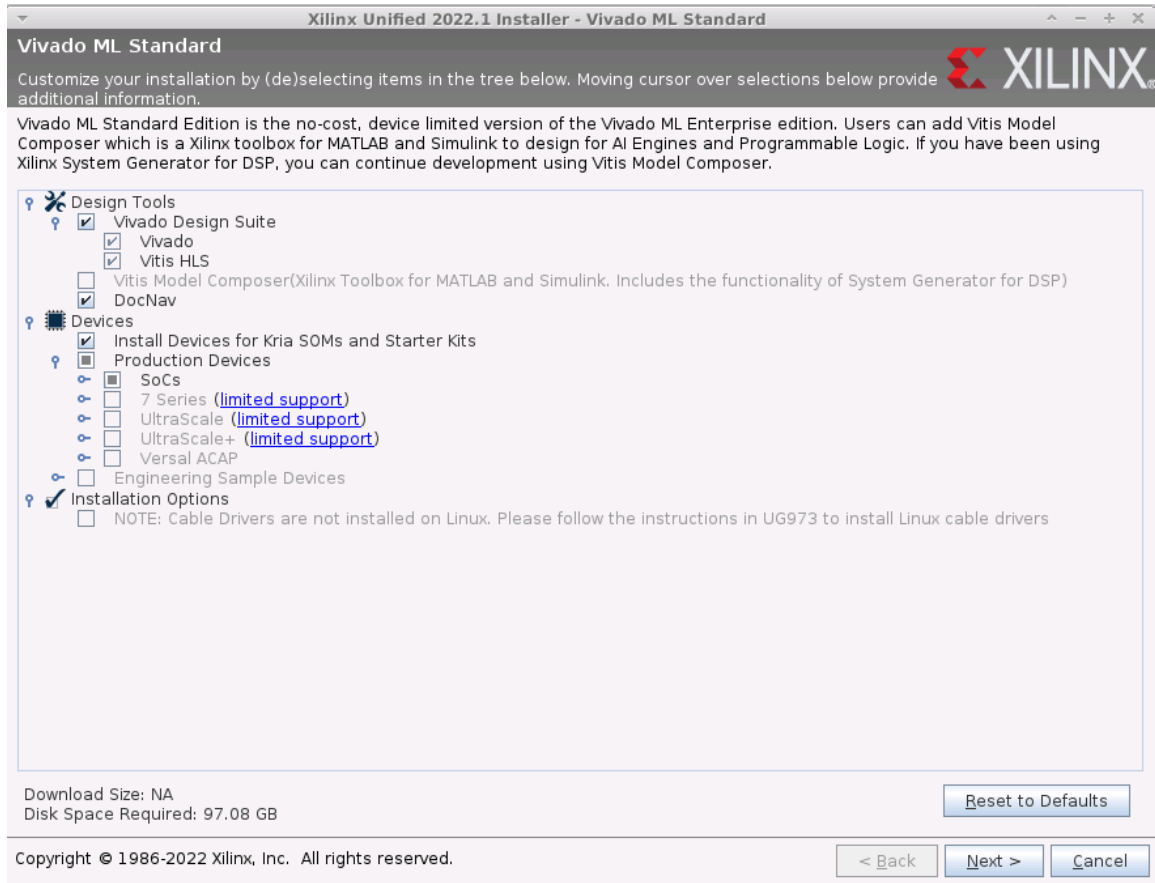 Xilinx Unified 2022.1 Installer - Vivado ML Standard
Vivado ML Standard
Customize your installation by (de)selecting items in the tree below. Moving cursor over selections below provide
additional information.
XILINX®
Vivado ML Standard Edition is the no-cost, device limited version of the Vivado ML Enterprise edition. Users can add Vitis Model
Composer which is a Xilinx toolbox for MATLAB and Simulink to design for AI Engines and Programmable Logic. If you have been using
Xilinx System Generator for DSP, you can continue development using Vitis Model Composer.
Design Tools
Vivado Design Suite
Vivado
Vitis HLS
Vitis Model Composer(Xilinx Toolbox for MATLAB and Simulink. Includes the functionality of System Generator for DSP)
DocNav
Devices
Install Devices for Kria SOMs and Starter Kits
Production Devices
SoCs
7 Series (limited support)
UltraScale (limited support)
UltraScale+ (limited support)
Versal ACAP
Engineering Sample Devices
Installation Options
NOTE: Cable Drivers are not installed on Linux. Please follow the instructions in UG973 to install Linux cable drivers
Download Size: NA
Disk Space Required: 97.08 GB
Reset to Defaults
Copyright © 1986-2022 Xilinx, Inc. All rights reserved.
< Back
Next >
Cancel